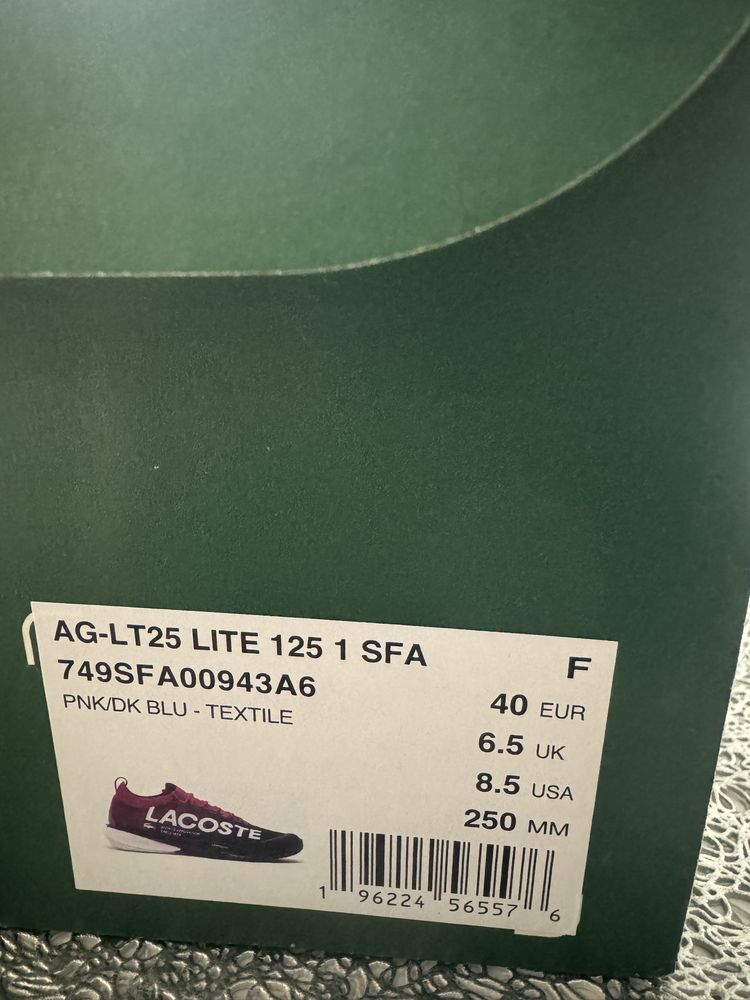 AG-LT25 LITE 125 1 SFA
749SFA00943A6
PNK/DK BLU - TEXTILE
F
40 EUR
6.5 UK
8.5 USA
250 MM
LACOSTE
1 96224 56557 6